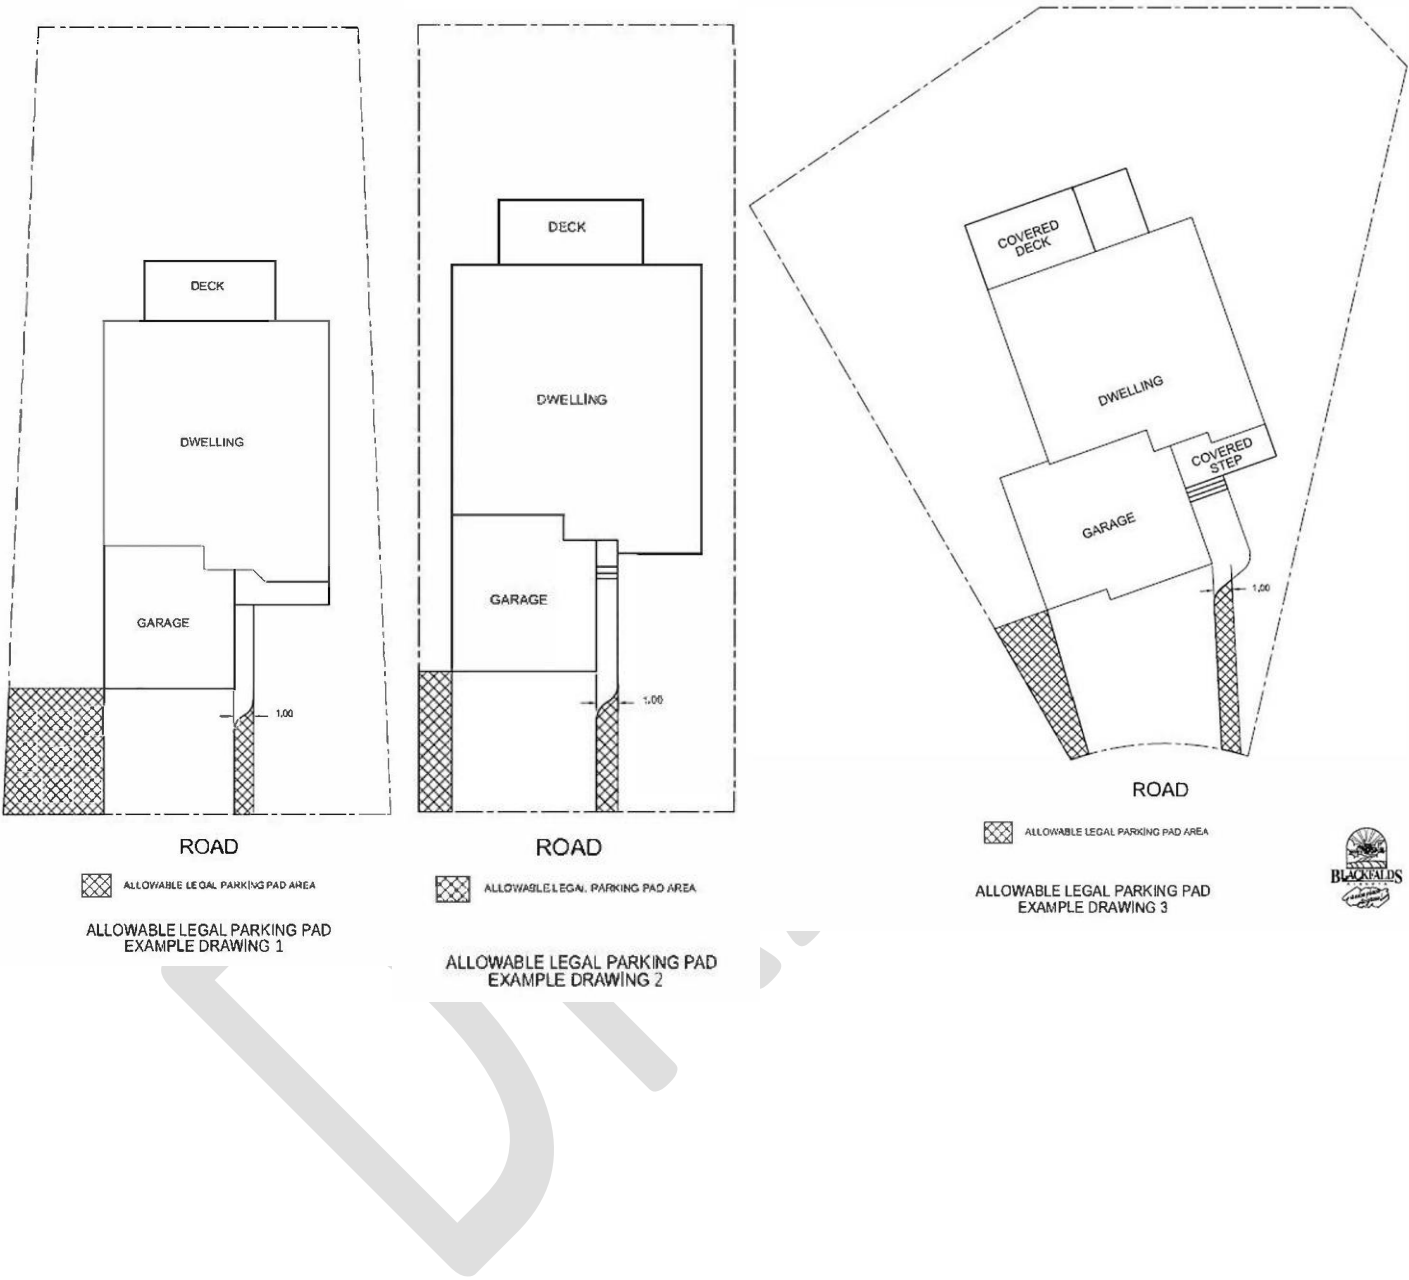 DECK
DWELLING
GARAGE
1.00
ROAD
ALLOWABLE LEGAL PARKING PAD AREA
ALLOWABLE LEGAL PARKING PAD
EXAMPLE DRAWING 1
DECK
DWELLING
GARAGE
1.00
ROAD
ALLOWABLE LEGAL PARKING PAD AREA
ALLOWABLE LEGAL PARKING PAD
EXAMPLE DRAWING 2
COVERED
DECK
DWELLING
COVERED
STEP
GARAGE
1.00
ROAD
ALLOWABLE LEGAL PARKING PAD AREA
ALLOWABLE LEGAL PARKING PAD
EXAMPLE DRAWING 3
BLACKFALDS